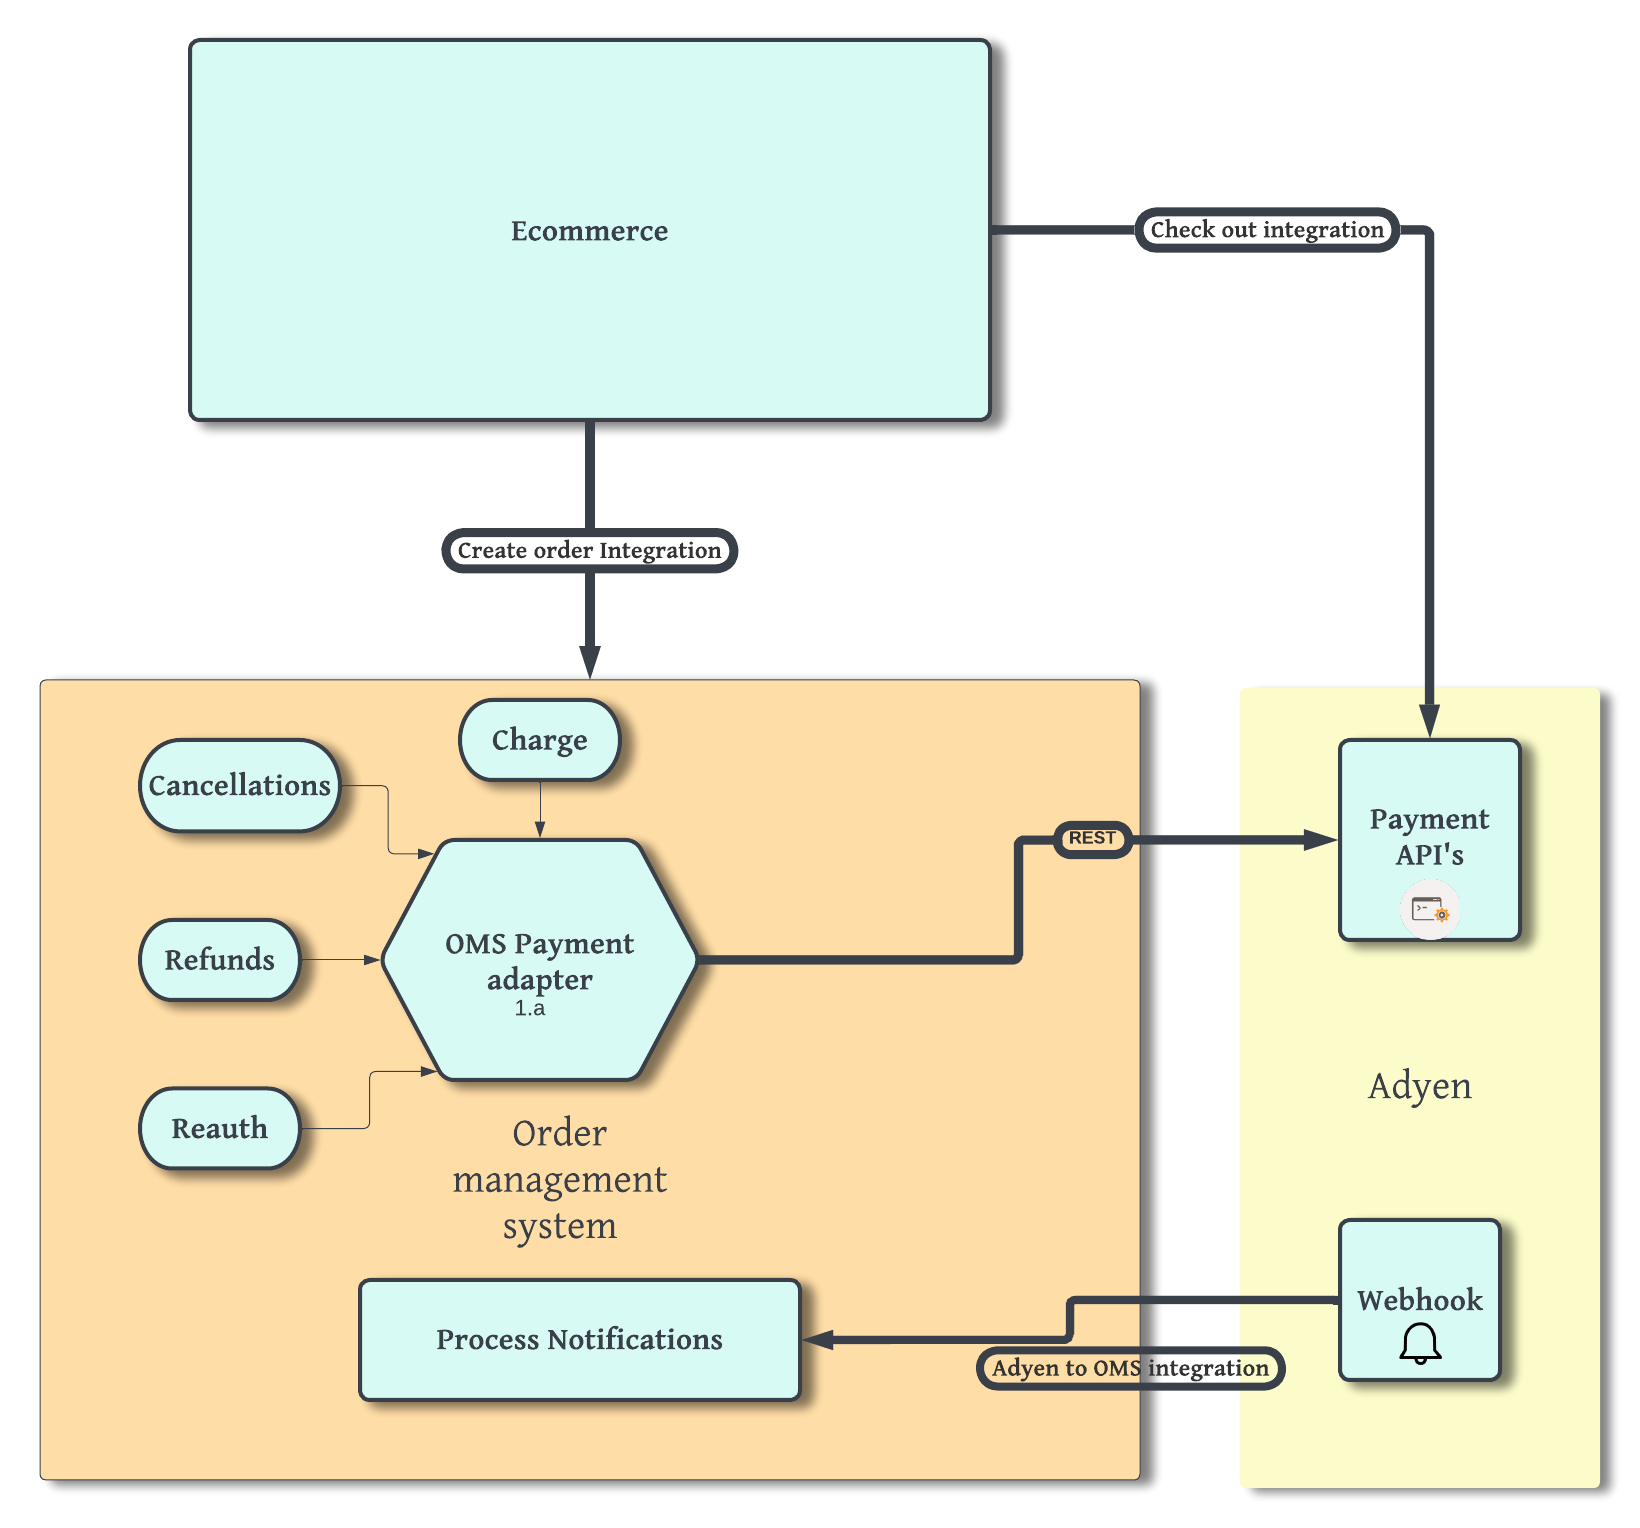 Ecommerce
Check out integration
Create order Integration
Charge
Cancellations
REST
Payment
API's
OMS Payment
adapter
1.a
Refunds
Reauth
Adyen
Order
management
system
Webhook
Process Notifications
Adyen to OMS integration